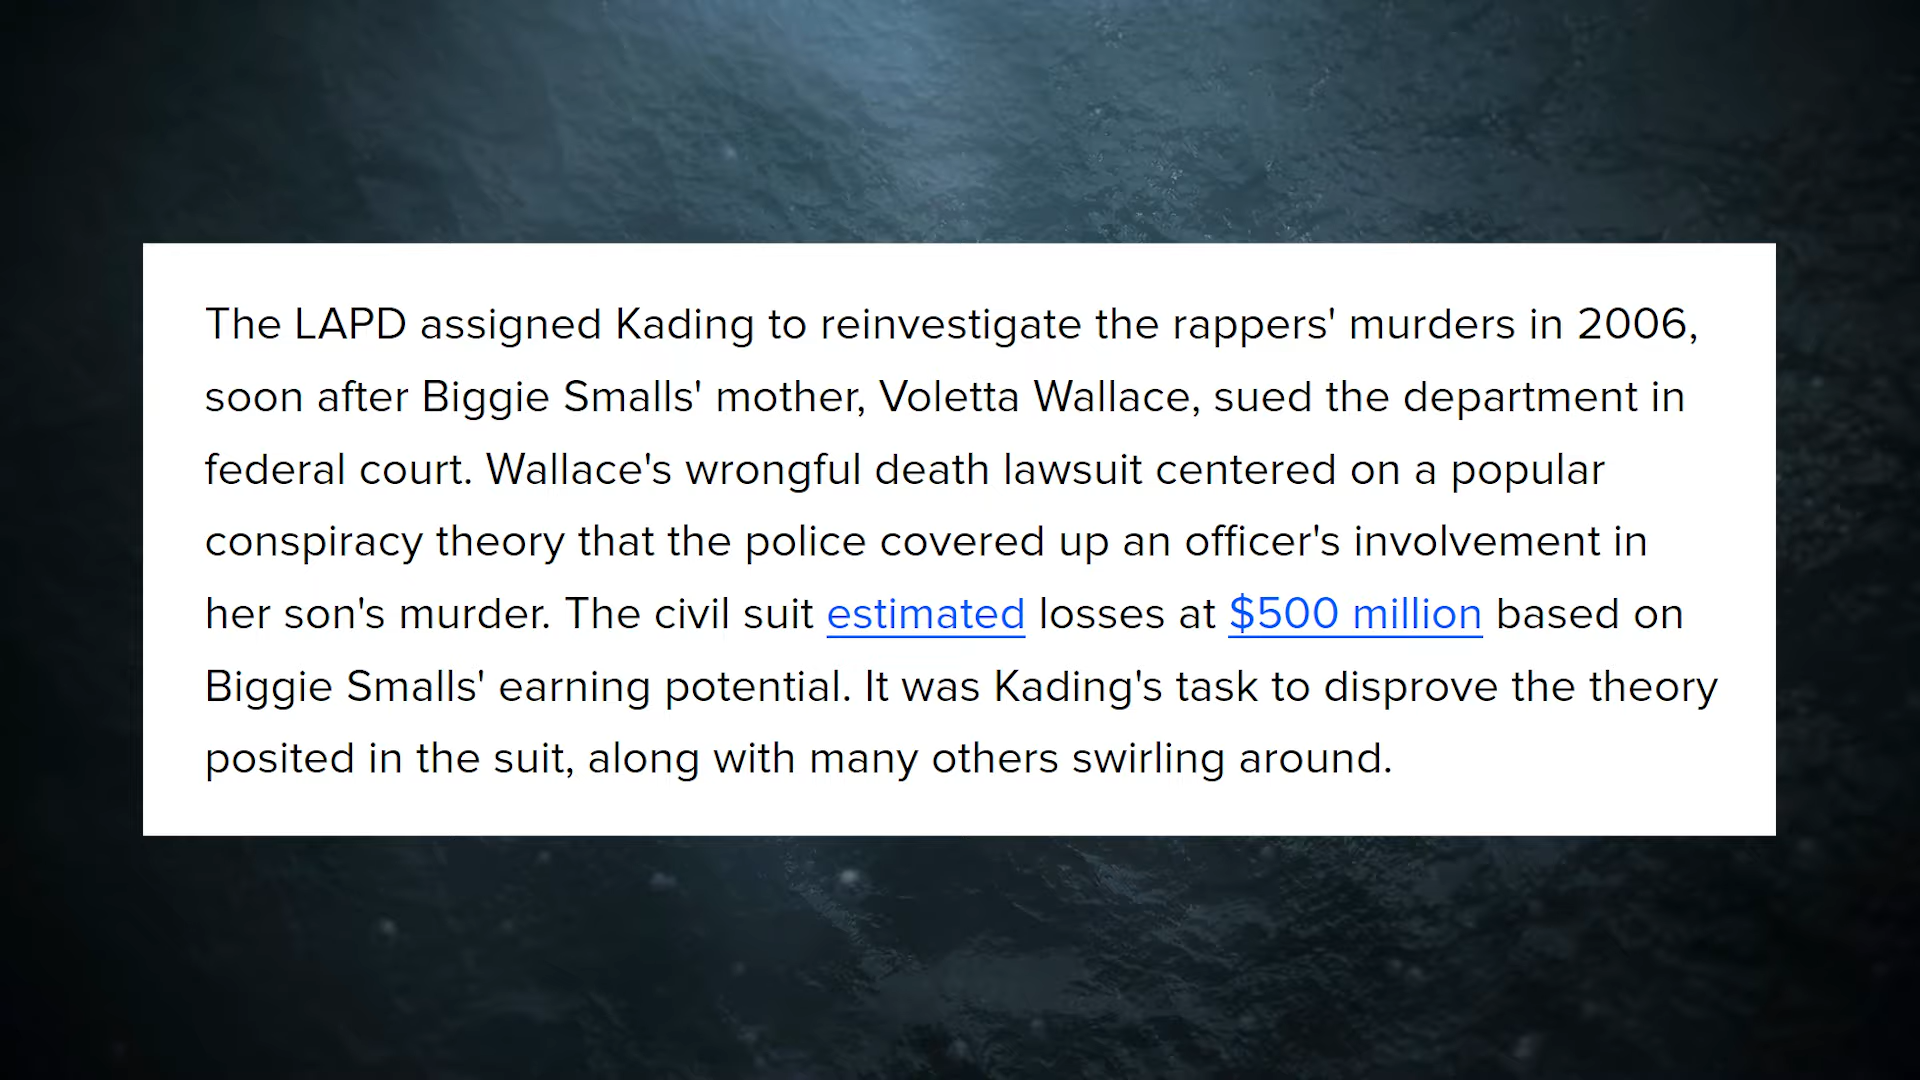 The LAPD assigned Kading to reinvestigate the rappers' murders in 2006,
soon after Biggie Smalls' mother, Voletta Wallace, sued the department in
federal court. Wallace's wrongful death lawsuit centered on a popular
conspiracy theory that the police covered up an officer's involvement in
her son's murder. The civil suit estimated losses at $500 million based on
Biggie Smalls' earning potential. It was Kading's task to disprove the theory
posited in the suit, along with many others swirling around.